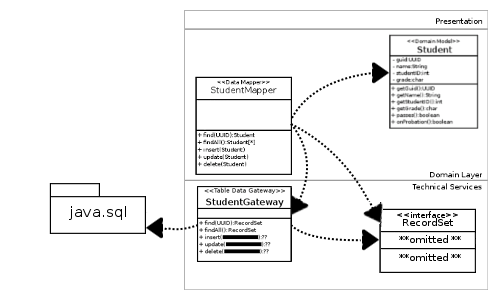 Presentation
<<Domain Model>>
Student
- guid:UUID
- name:String
- studentID:int
- grade:char
+ getGuid():UUID
+ getName(): String
+ getStudentID(): int
+ getGrade(): char
+ passes():boolean
+ onProbation():boolean
<<Data Mapper>>
StudentMapper
+ find(UUID):Student
+ findAll():Student[*]
+ insert(Student)
+ update(Student)
+ delete(Student)
Domain Layer
Technical Services
java.sql
<<Table Data Gateway>>
StudentGateway
+ find(UUID):RecordSet
+ findAll():RecordSet
+ insert( ):??
+ update( ):??
+ delete( ):??
<<interface>>
RecordSet
**omitted **
**omitted **